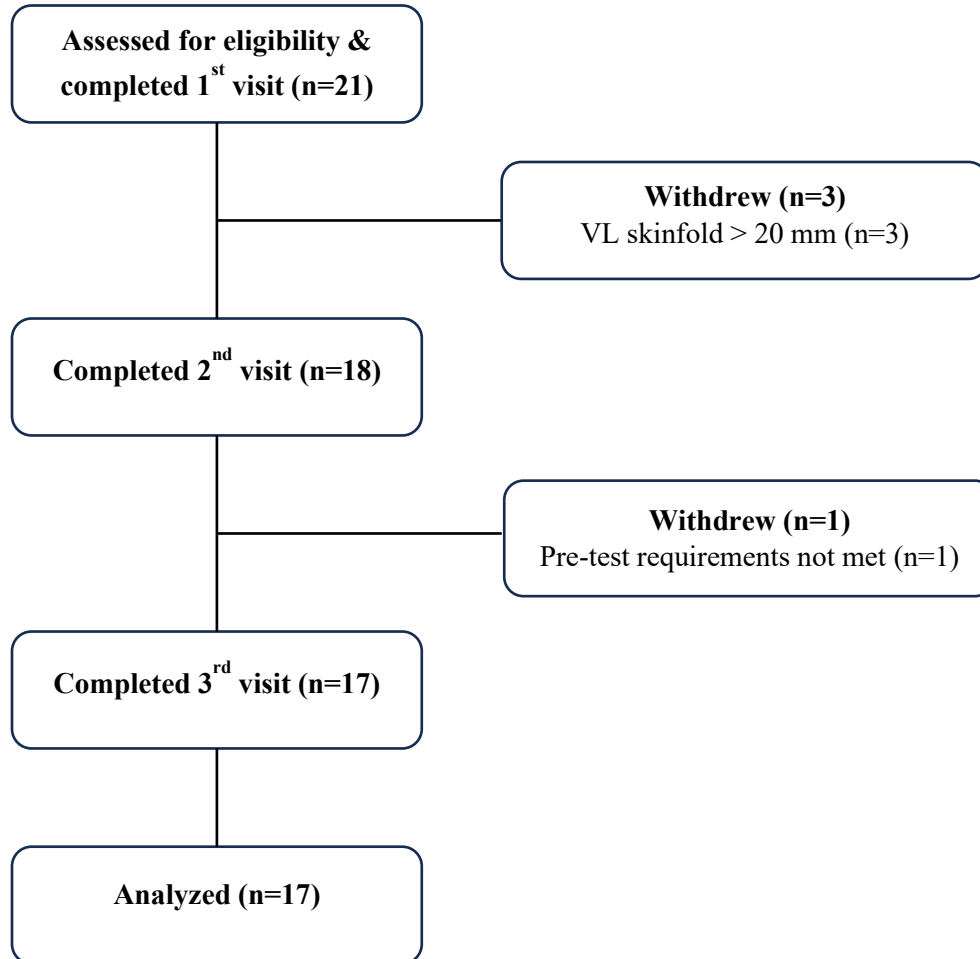 Assessed for eligibility &
completed 1st visit (n=21)
Withdrew (n=3)
VL skinfold > 20 mm (n=3)
Completed 2nd visit (n=18)
Withdrew (n=1)
Pre-test requirements not met (n=1)
Completed 3rd visit (n=17)
Analyzed (n=17)